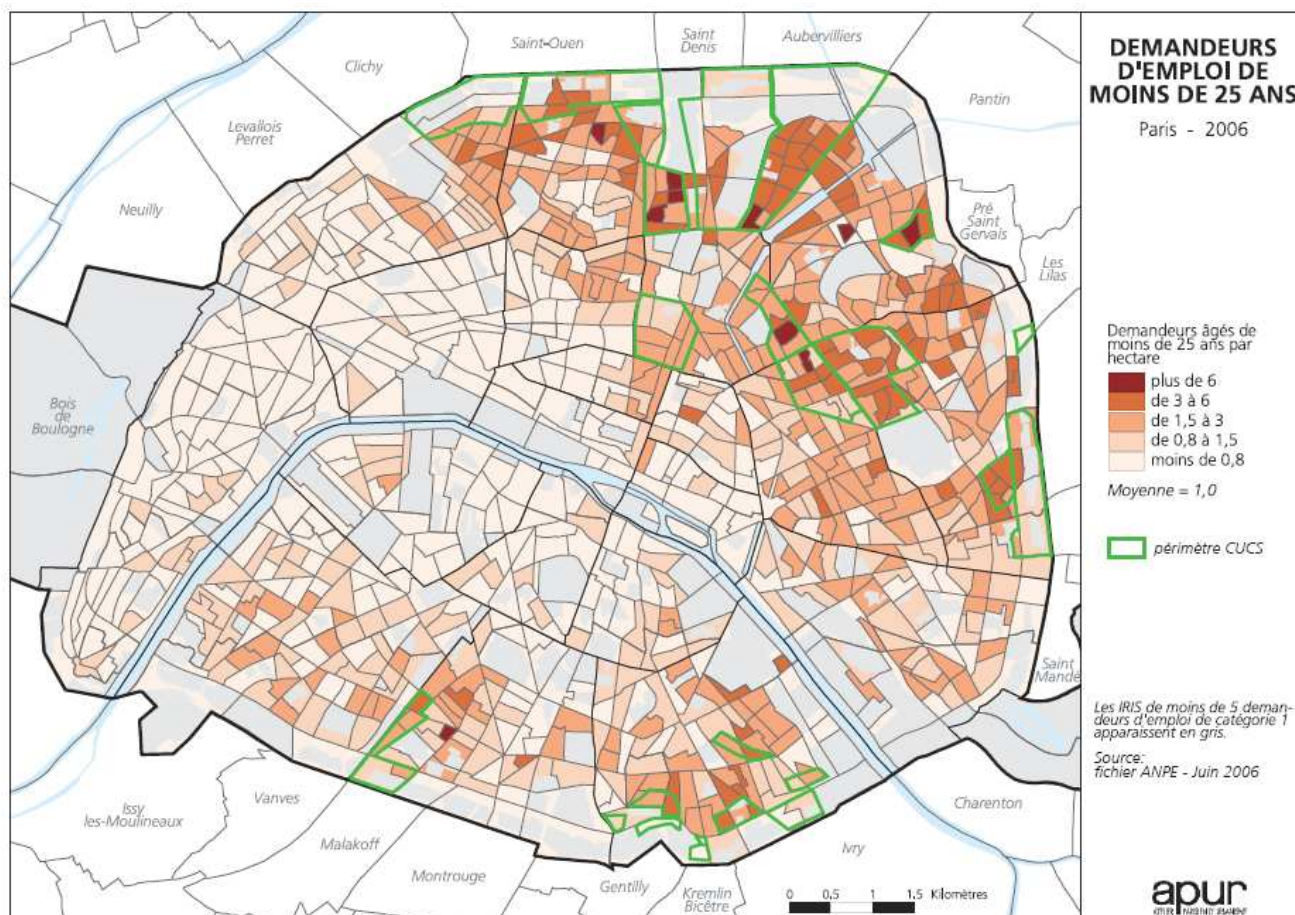 DEMANDEURS
D'EMPLOI DE
MOINS DE 25 ANS
Paris - 2006
Saint-Ouen
Saint
Denis
Aubervilliers
Clichy
Pantin
Levallois
Perret
Neuilly
Pré
Saint
Gervais
Les
Lilas
Bois
de
Boulogne
Saint
Mandé
Charenton
Issy
les-Moulineaux
Vanves
Malakoff
Montrouge
Gentilly
Kremlin
Bicêtre
Ivry
0 0,5 1 1,5 Kilomètres
Demandeurs âgés de
moins de 25 ans par
hectare
plus de 6
de 3 à 6
de 1,5 à 3
de 0,8 à 1,5
moins de 0,8
Moyenne = 1,0
périmètre CUCS
Les IRIS de moins de 5 deman-
deurs d'emploi de catégorie 1
apparaissent en gris.
Source:
fichier ANPE - Juin 2006
apur